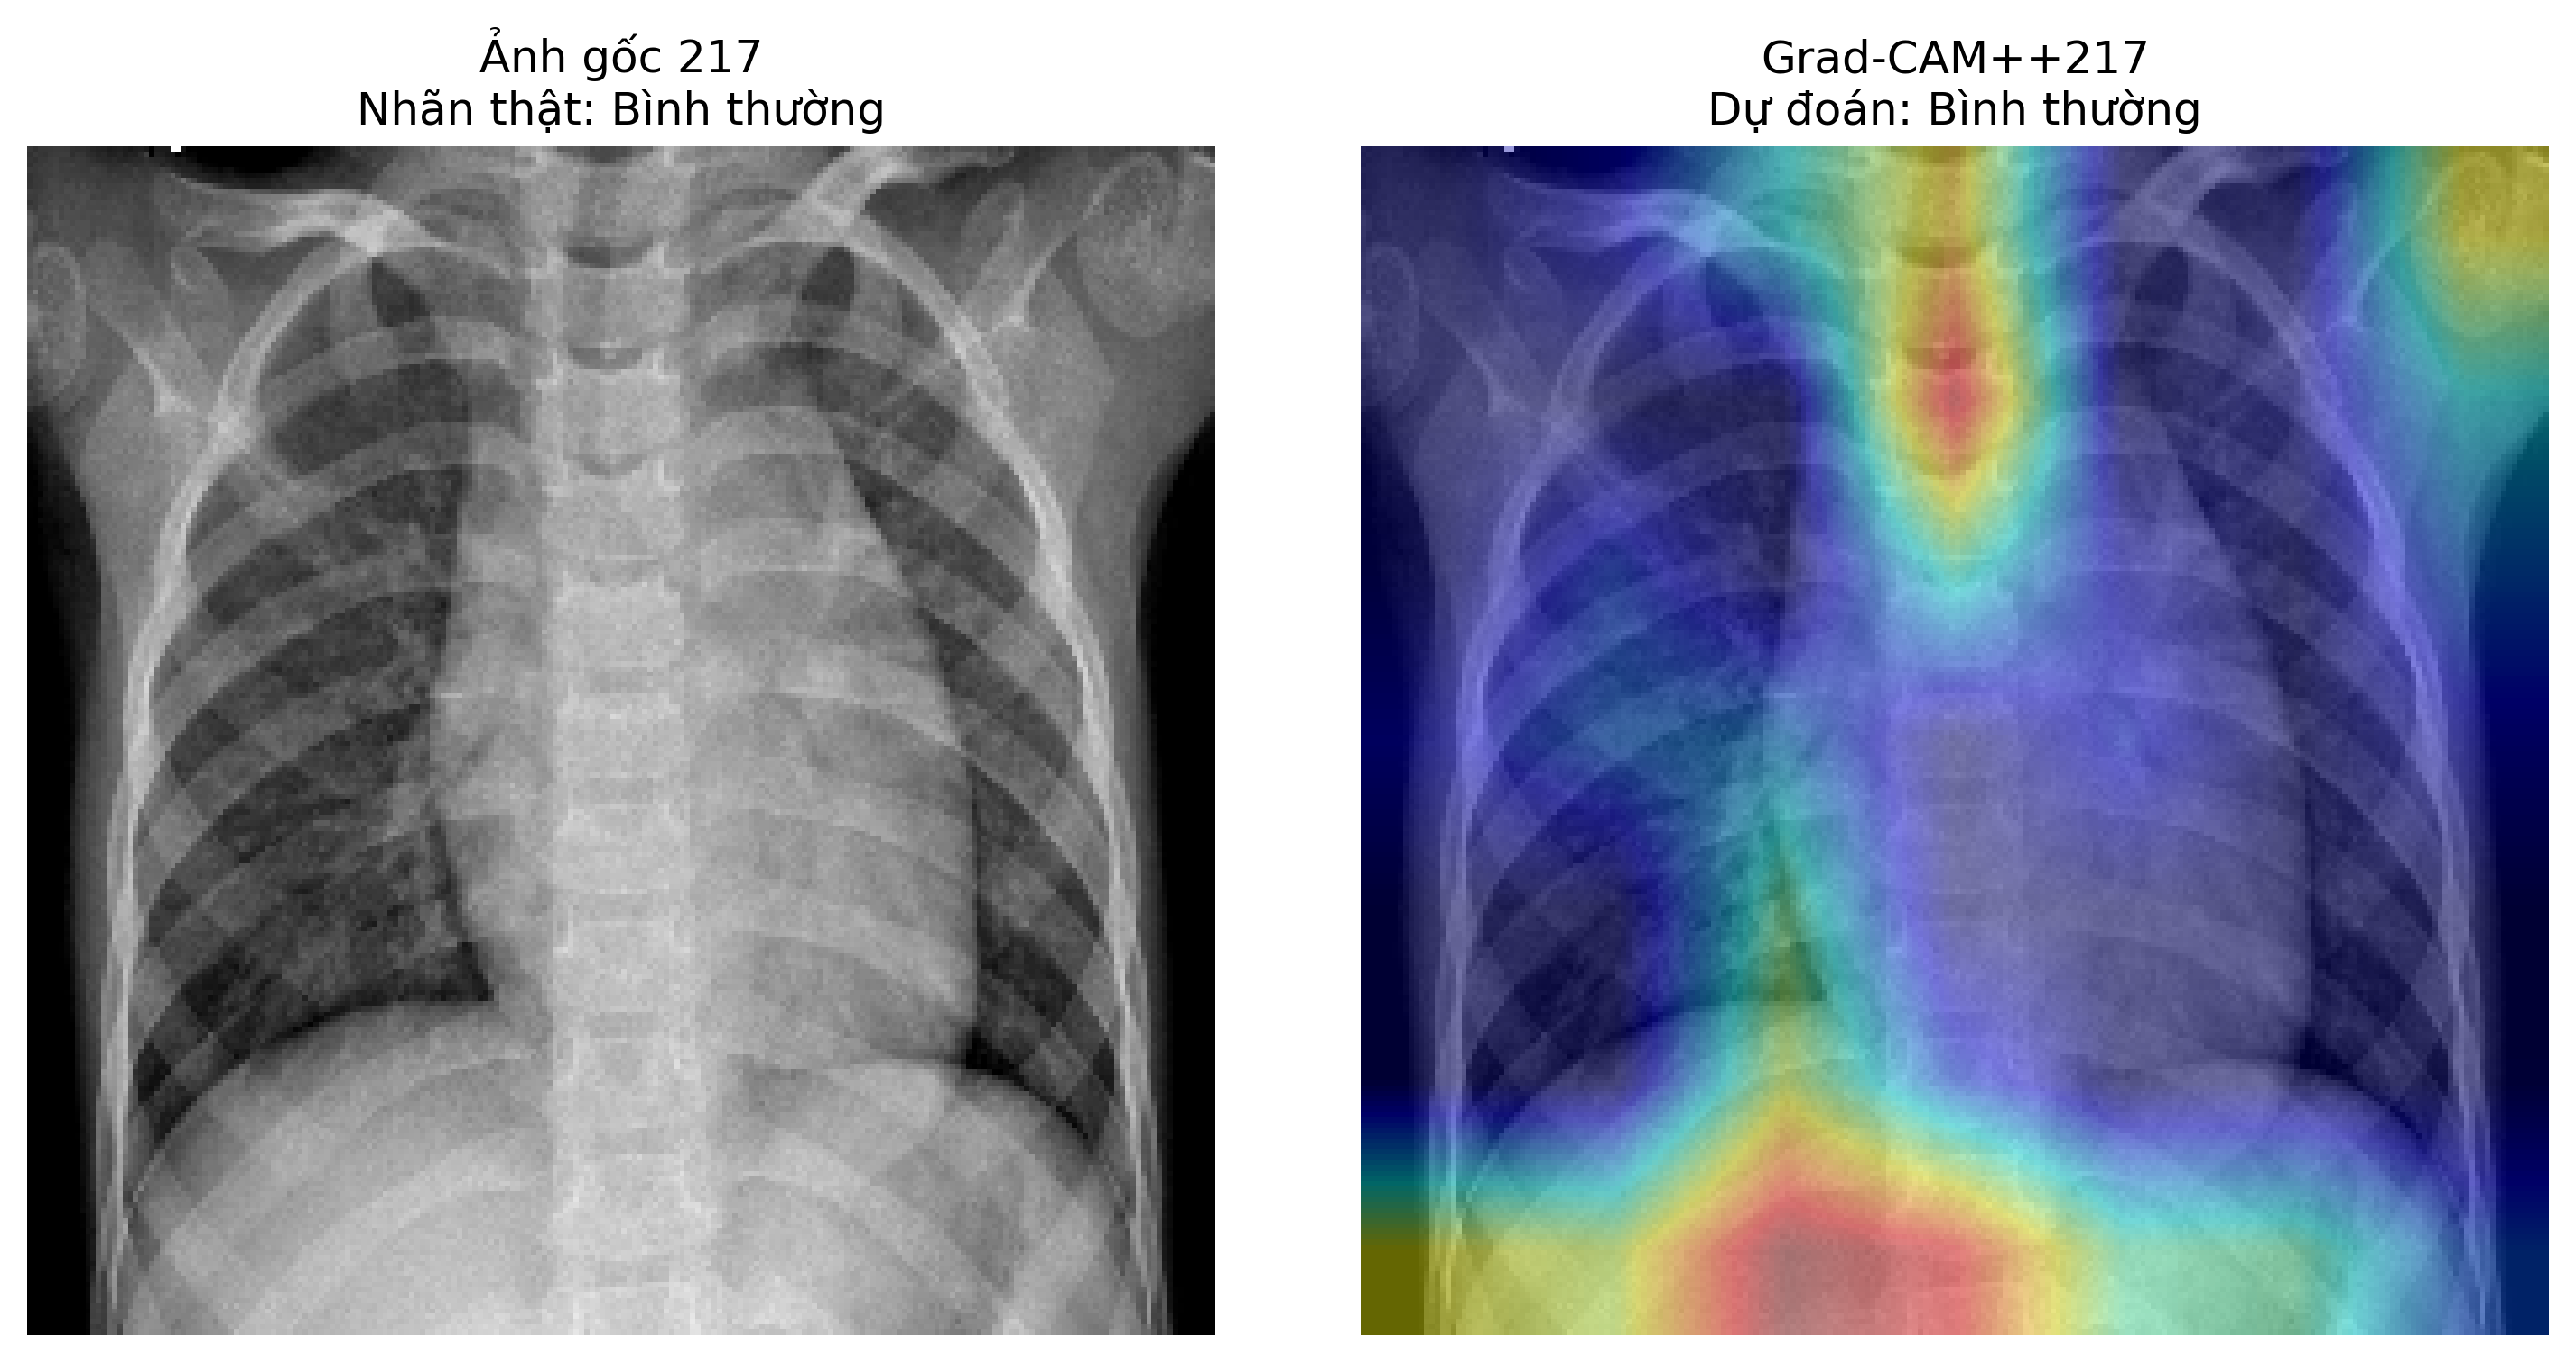 Ảnh gốc 217
Nhãn thật: Bình thường
Grad-CAM++217
Dự đoán: Bình thường